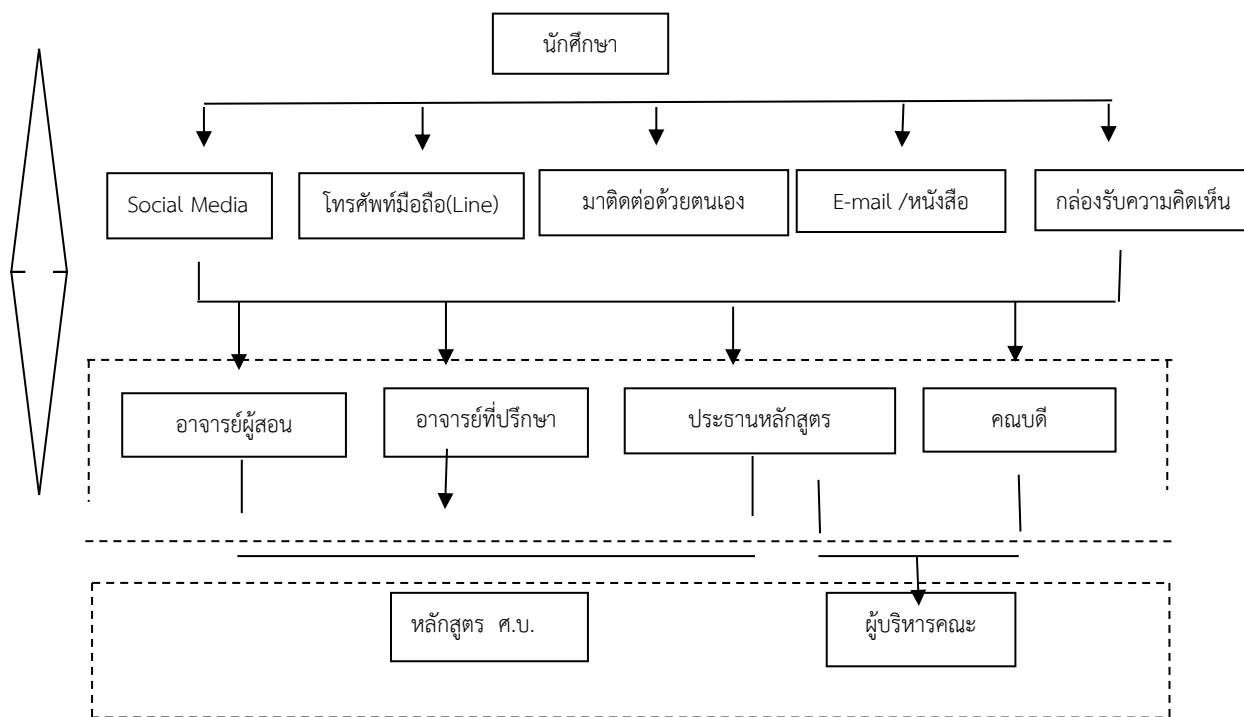 นักศึกษา
Social Media
โทรศัพท์มือถือ(Line)
มาติดต่อด้วยตนเอง
E-mail /หนังสือ
กล่องรับความคิดเห็น
อาจารย์ผู้สอน
อาจารย์ที่ปรึกษา
ประธานหลักสูตร
คณบดี
หลักสูตร ศ.บ.
ผู้บริหารคณะ